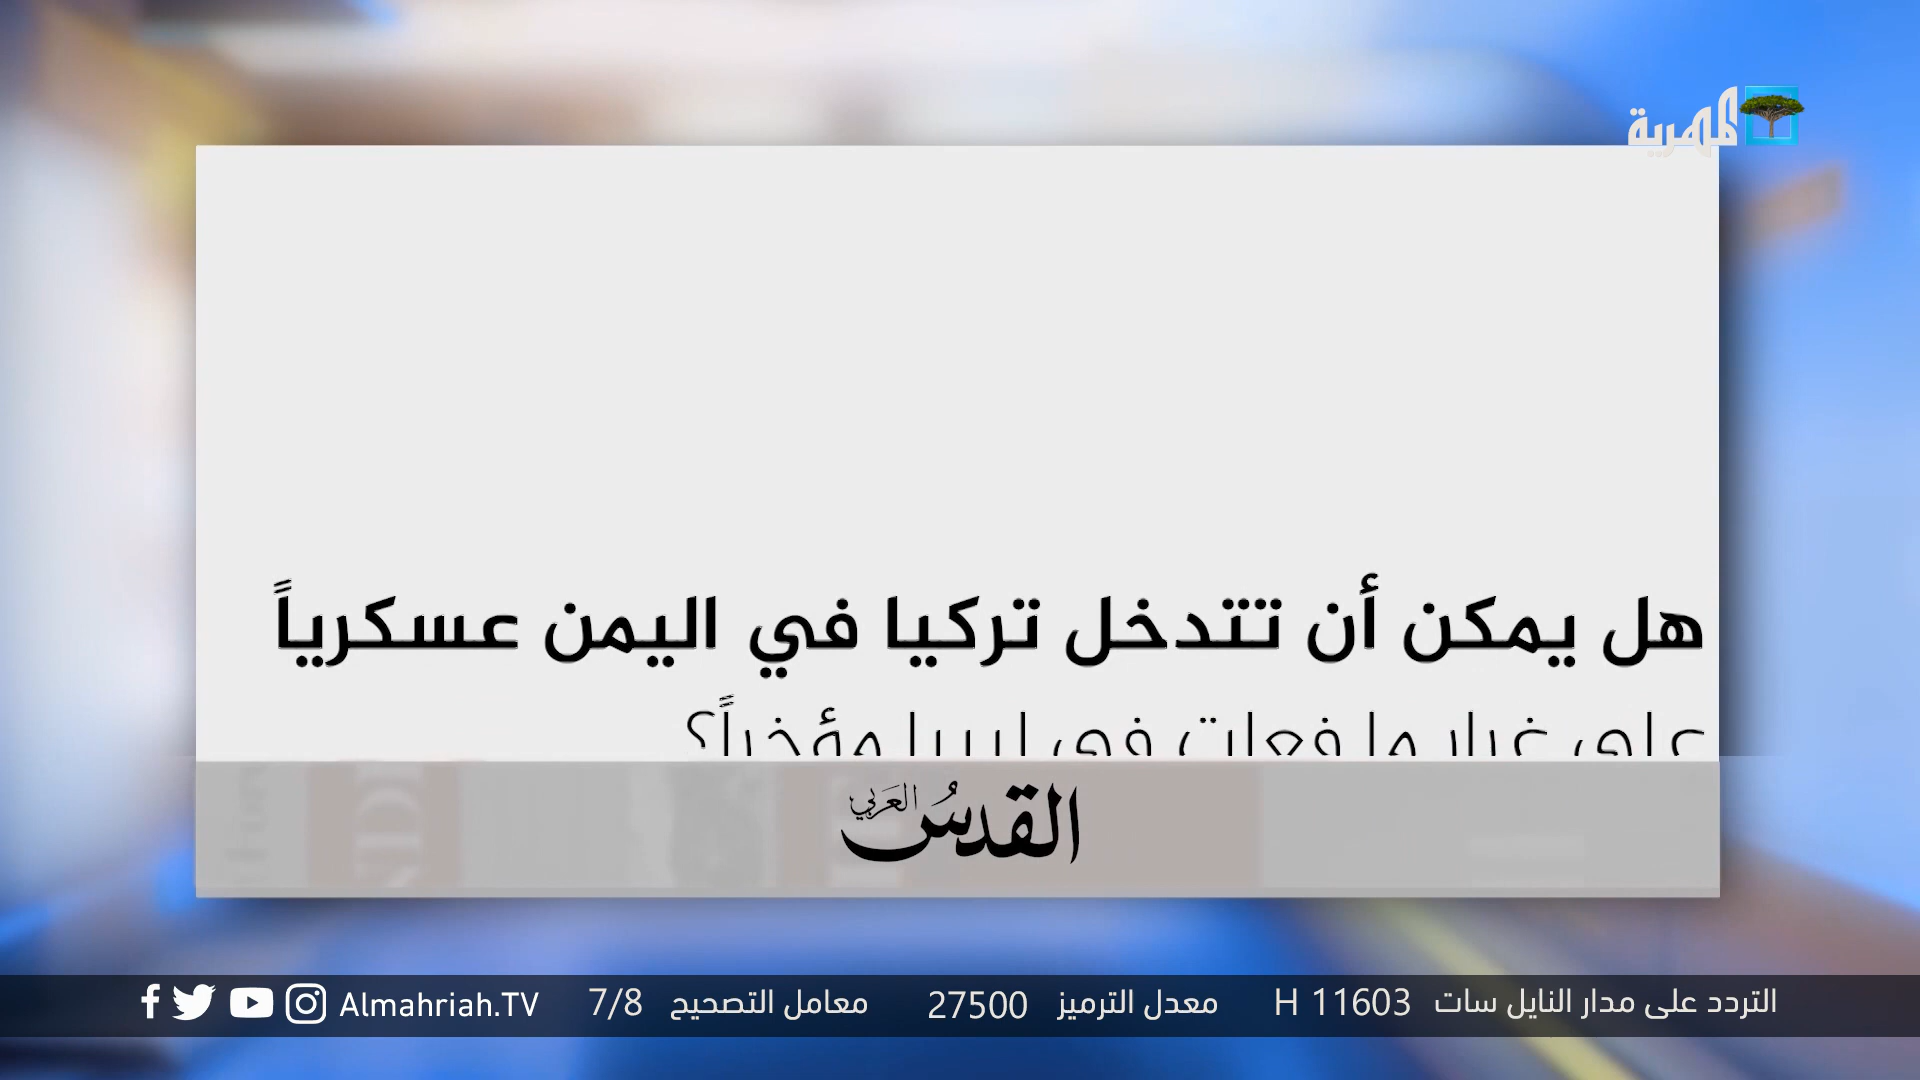 المهرية
هل يمكن أن تتدخل تركيا في اليمن عسكرياً
على غرار ما فعلت في ليبيا مؤخراً؟
القدس العربي
التردد على مدار النايل سات 11603 H معدل الترميز 27500 معامل التصحيح 7/8 Almahriah.TV